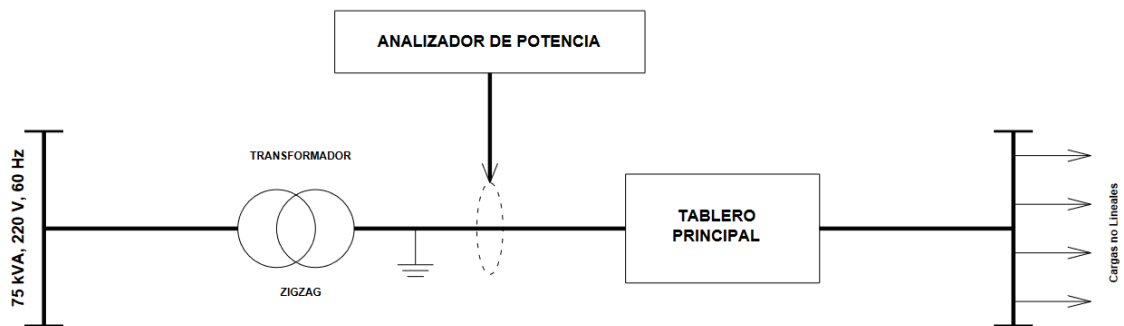 ANALIZADOR DE POTENCIA
TRANSFORMADOR
ZIGZAG
75 kVA, 220 V, 60 Hz
TABLERO
PRINCIPAL
Cargas no Lineales